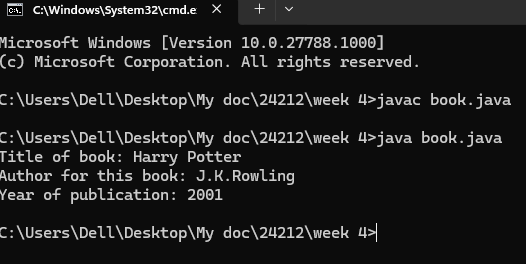 C:\Windows\System32\cmd.e
Microsoft Windows [Version 10.0.27788.1000]
(c) Microsoft Corporation. All rights reserved.
C:\Users\Dell\Desktop\My doc\24212\week 4>javac book.java
C:\Users\Dell\Desktop\My doc\24212\week 4>java book.java
Title of book: Harry Potter
Author for this book: J.K.Rowling
Year of publication: 2001
C:\Users\Dell\Desktop\My doc\24212\week 4>